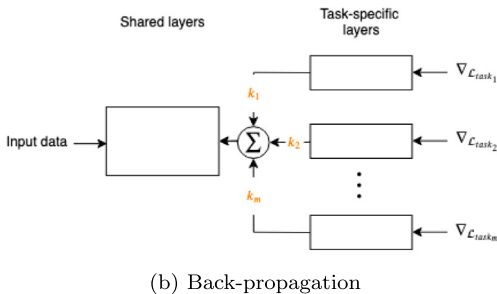 Shared layers
Task-specific
layers
∇ℒtask₁
k₁
Input data
Σ
k₂
∇ℒtask₂
kₘ
∇ℒtaskₘ
(b) Back-propagation